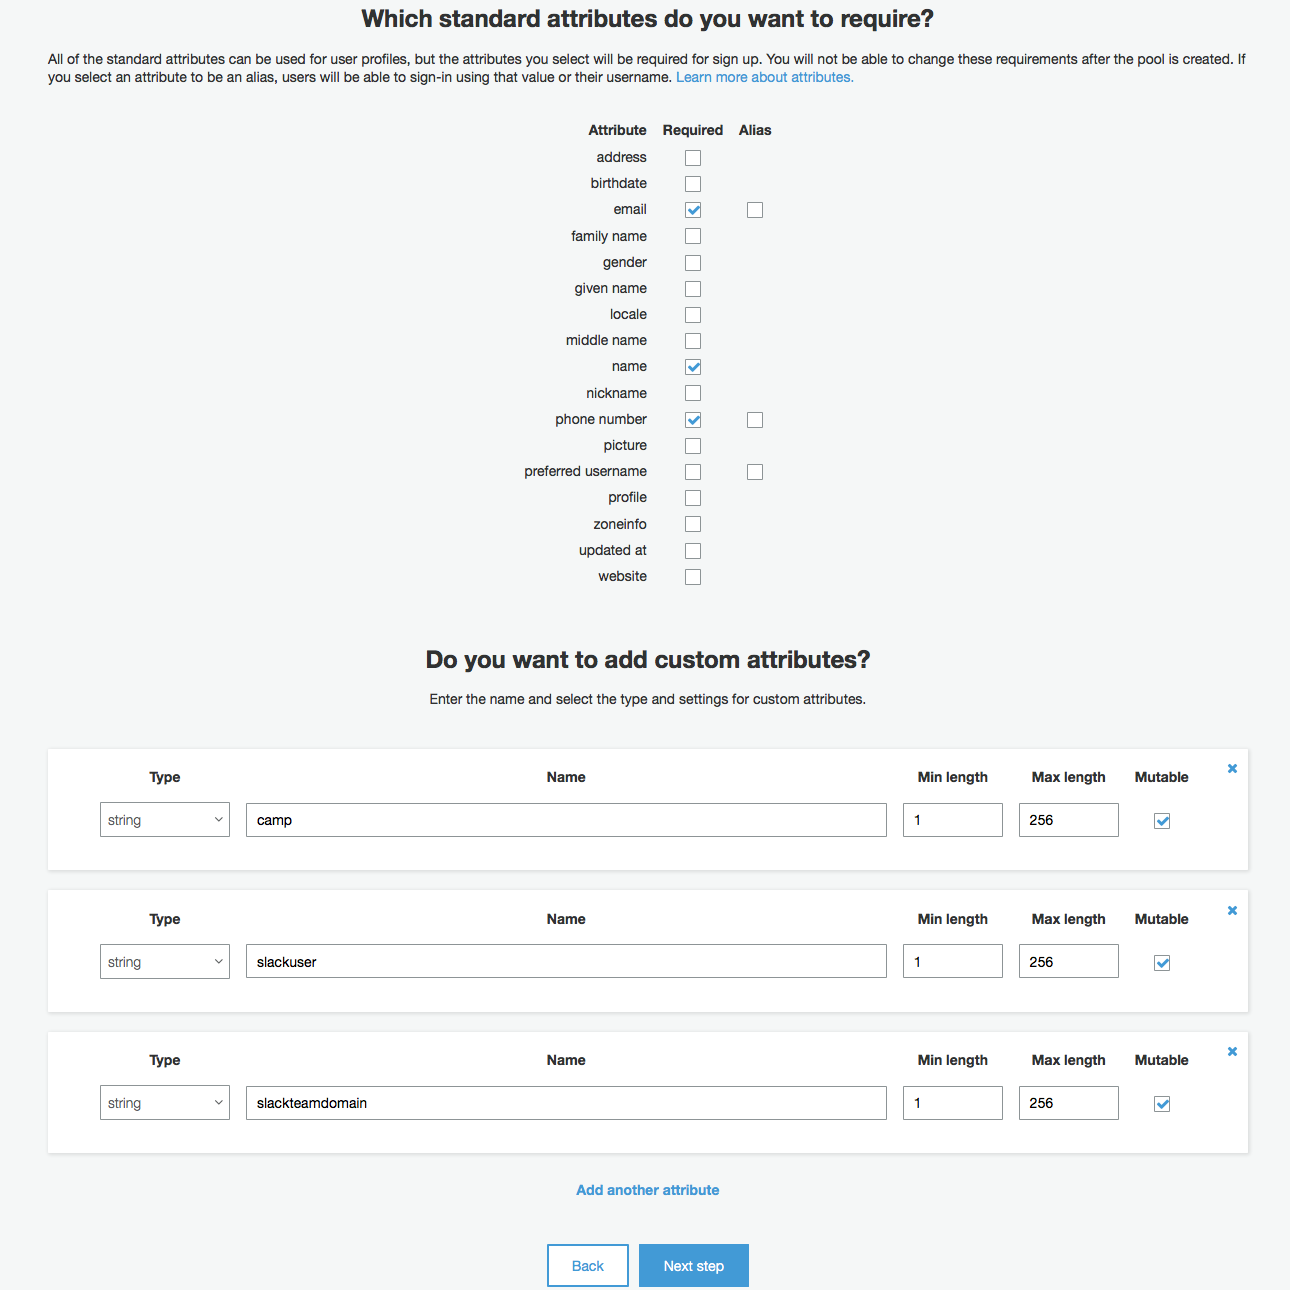 Which standard attributes do you want to require?
All of the standard attributes can be used for user profiles, but the attributes you select will be required for sign up. You will not be able to change these requirements after the pool is created. If
you select an attribute to be an alias, users will be able to sign-in using that value or their username. Learn more about attributes.
Attribute Required Alias
address
birthdate
email
family name
gender
given name
locale
middle name
name
nickname
phone number
picture
preferred username
profile
zoneinfo
updated at
website
Do you want to add custom attributes?
Enter the name and select the type and settings for custom attributes.
Type Name Min length Max length Mutable
string camp 1 256
Type Name Min length Max length Mutable
string slackuser 1 256
Type Name Min length Max length Mutable
string slackteamdomain 1 256
Add another attribute
Back Next step